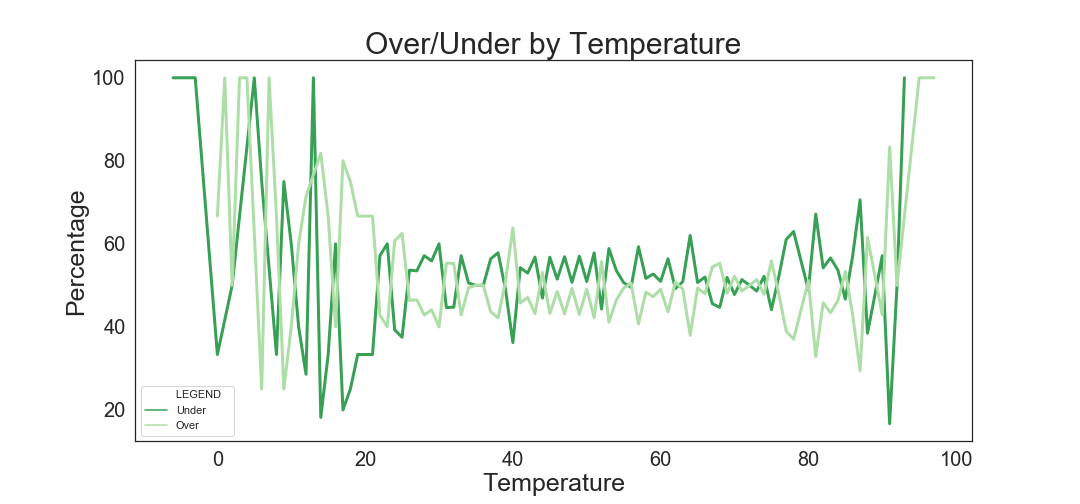 Over/Under by Temperature
Percentage
100
80
60
40
20
LEGEND
Under
Over
0 20 40 60 80 100
Temperature